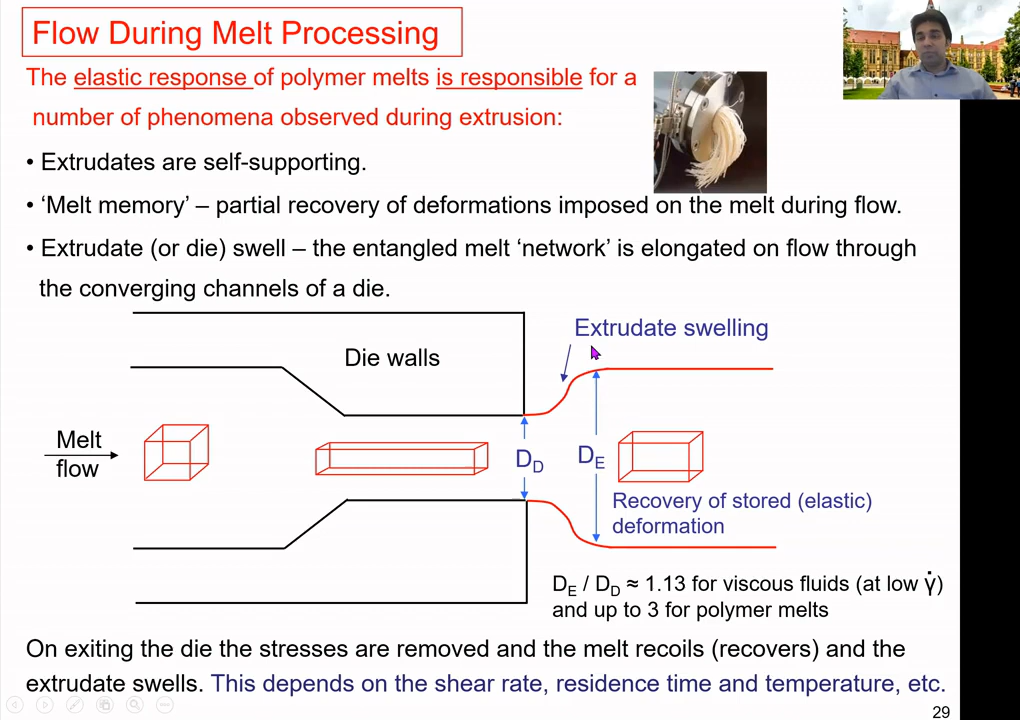 Flow During Melt Processing
The elastic response of polymer melts is responsible for a
number of phenomena observed during extrusion:
• Extrudates are self-supporting.
• ‘Melt memory’ – partial recovery of deformations imposed on the melt during flow.
• Extrudate (or die) swell – the entangled melt ‘network’ is elongated on flow through
the converging channels of a die.
Extrudate swelling
Die walls
Melt
flow
D_D
D_E
Recovery of stored (elastic)
deformation
D_E / D_D ≈ 1.13 for viscous fluids (at low γ̇)
and up to 3 for polymer melts
On exiting the die the stresses are removed and the melt recoils (recovers) and the
extrudate swells. This depends on the shear rate, residence time and temperature, etc.
29